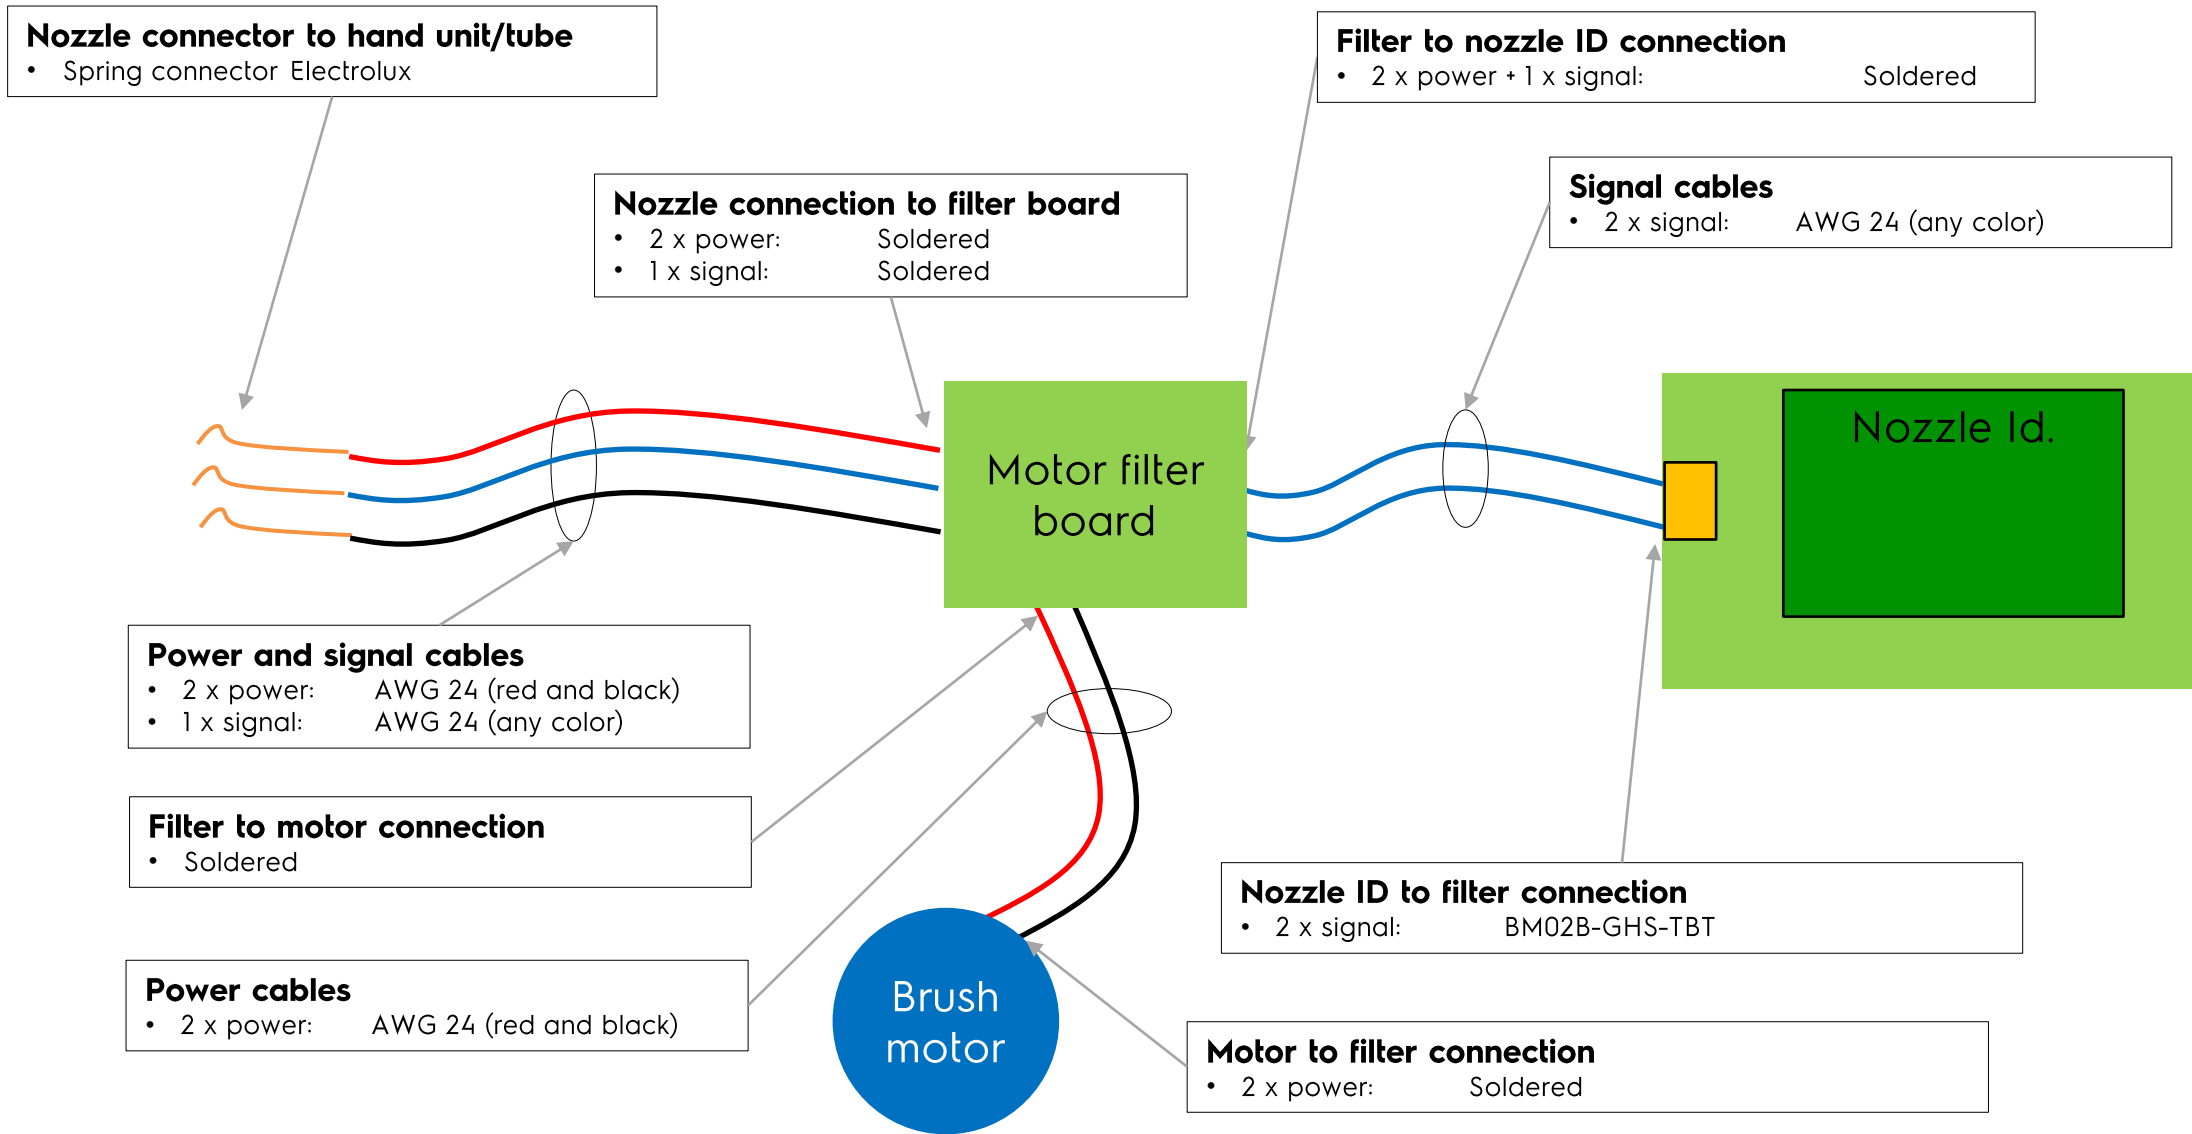 Nozzle connector to hand unit/tube
• Spring connector Electrolux
Filter to nozzle ID connection
• 2 x power + 1 x signal: Soldered
Nozzle connection to filter board
• 2 x power: Soldered
• 1 x signal: Soldered
Signal cables
• 2 x signal: AWG 24 (any color)
Motor filter
board
Nozzle Id.
Power and signal cables
• 2 x power: AWG 24 (red and black)
• 1 x signal: AWG 24 (any color)
Filter to motor connection
• Soldered
Nozzle ID to filter connection
• 2 x signal: BM02B-GHS-TBT
Power cables
• 2 x power: AWG 24 (red and black)
Brush
motor
Motor to filter connection
• 2 x power: Soldered